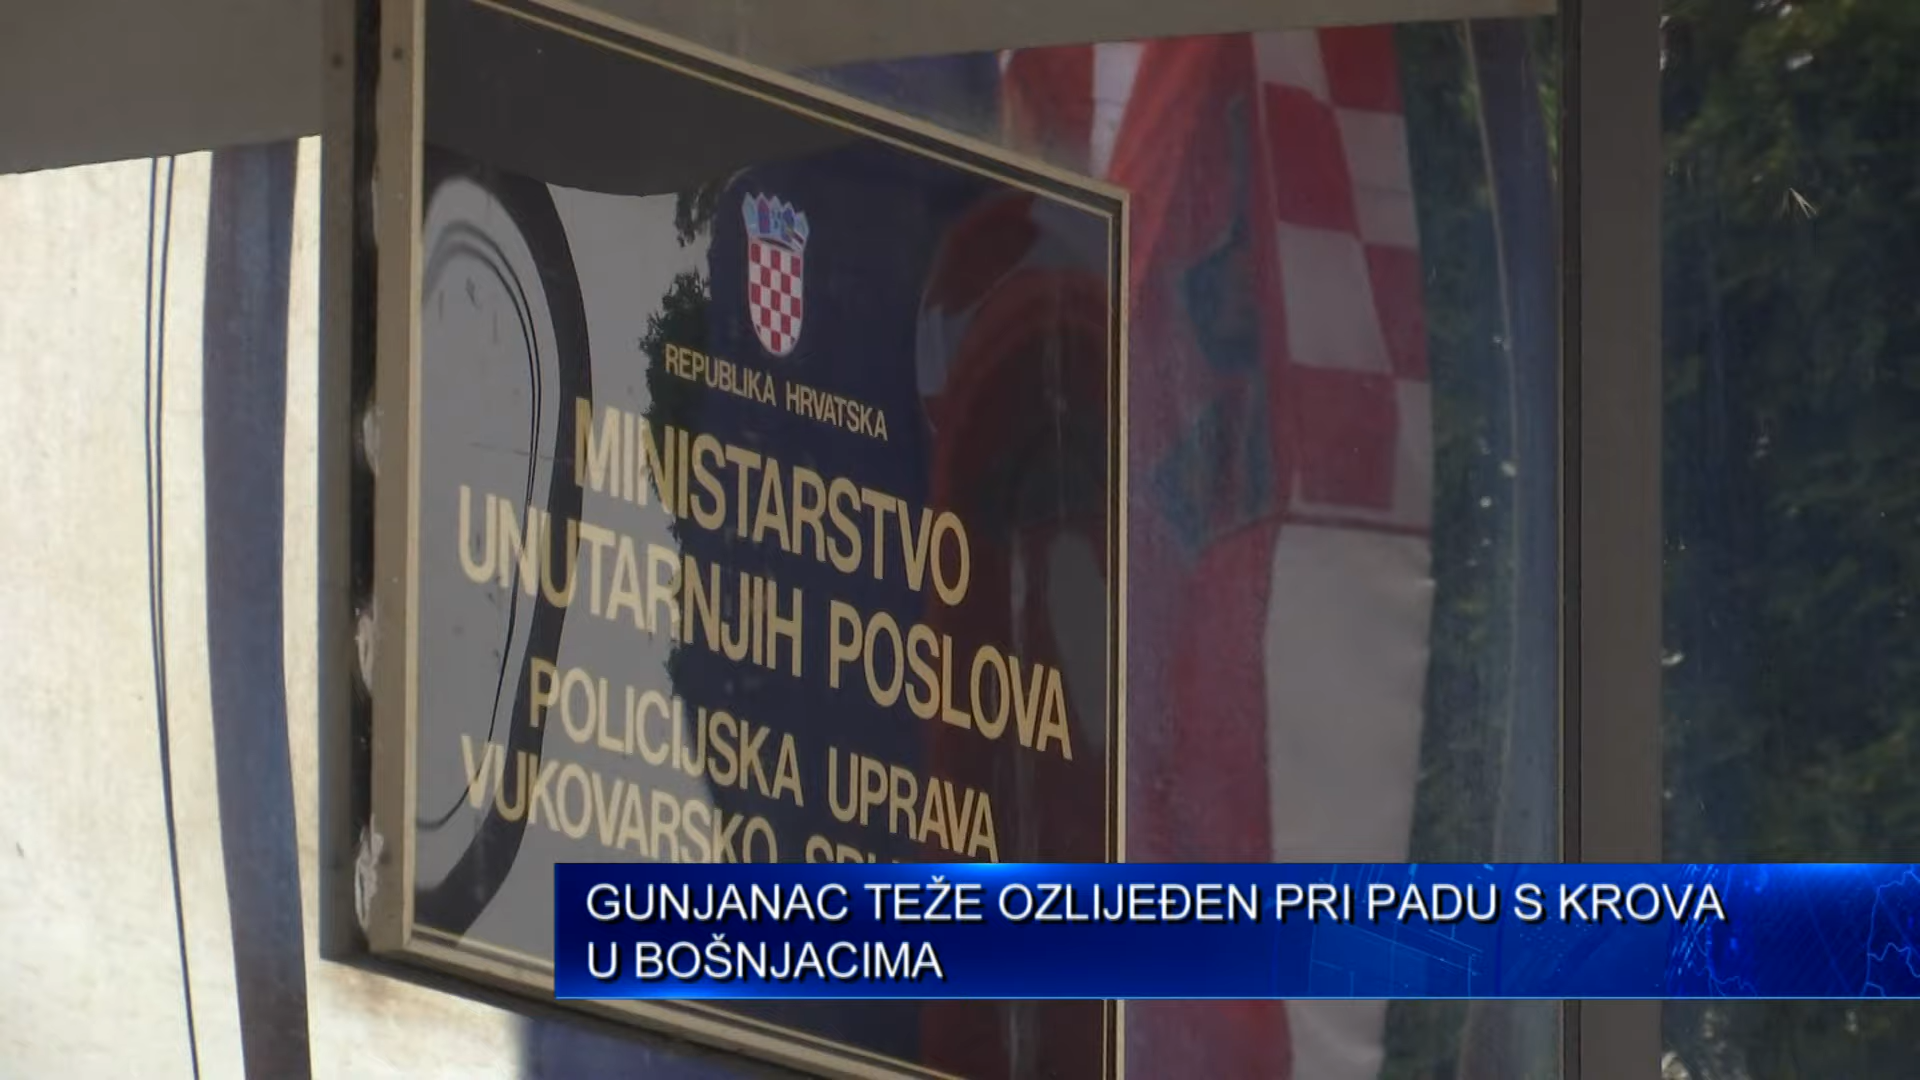 REPUBLIKA HRVATSKA
MINISTARSTVO
UNUTARNJIH POSLOVA
POLICIJSKA UPRAVA
VUKOVARSKO
GUNJANAC TEŽE OZLIJEĐEN PRI PADU S KROVA
U BOŠNJACIMA